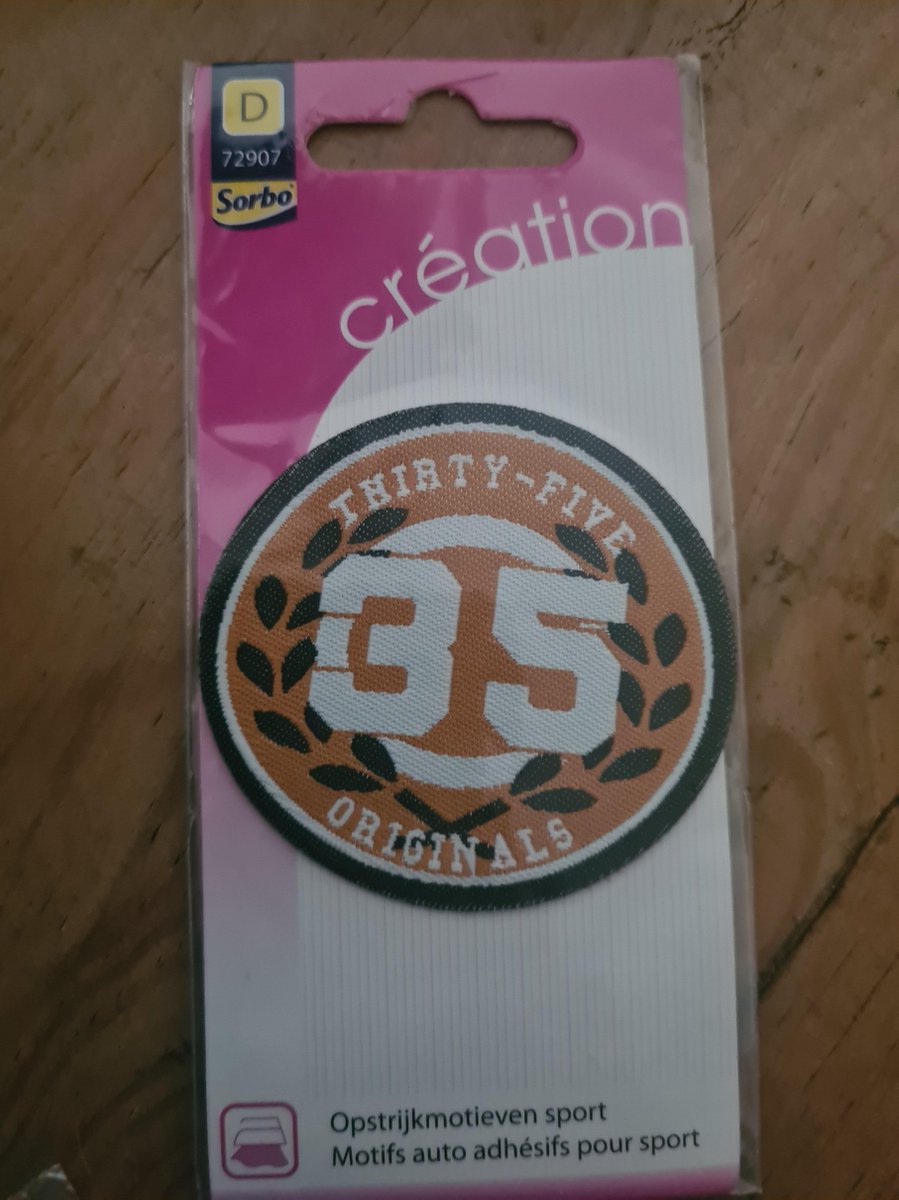 D
72907
Sorbo
création
THIRTY-FIVE
35
ORIGINALS
Opstrijkmotieven sport
Motifs auto adhésifs pour sport